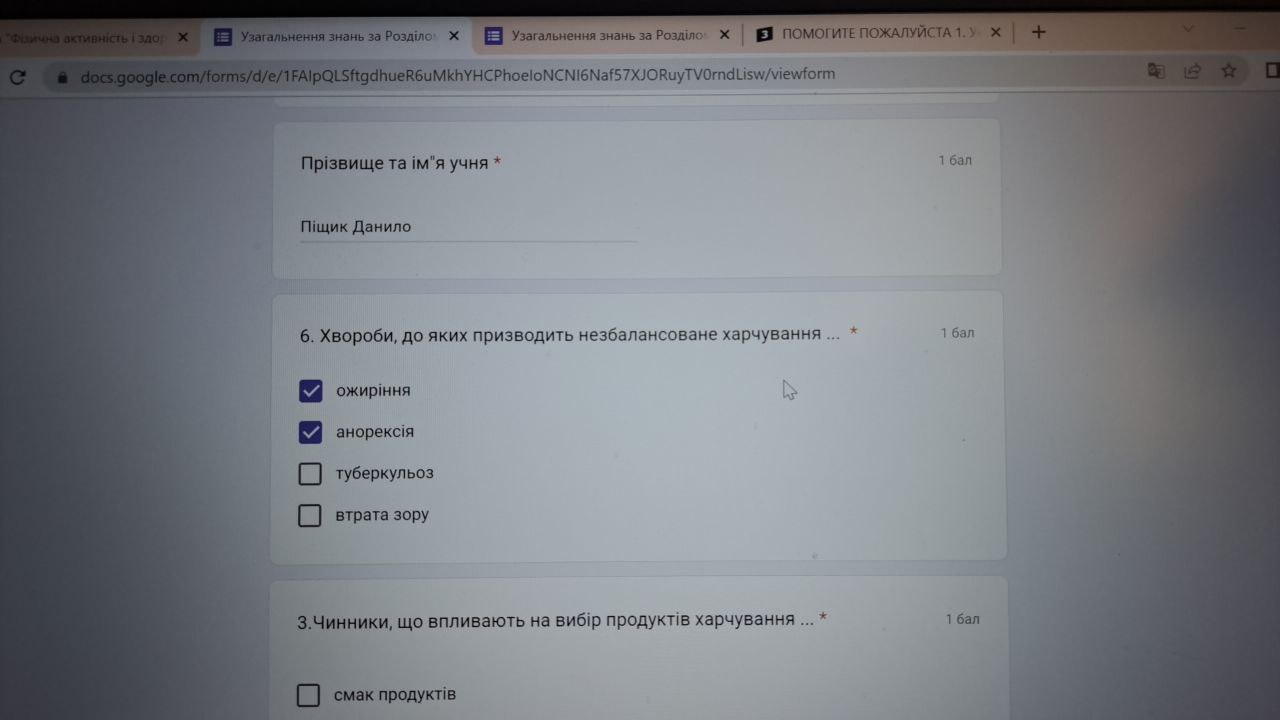 "Фізична активність і здор
Узагальнення знань за Розділом
Узагальнення знань за Розділом
ПОМОГИТЕ ПОЖАЛУЙСТА 1. У
docs.google.com/forms/d/e/1FAIpQLSftgdhueR6uMkhYHCPhoeIoNCNI6Naf57XJORuyTV0rndLisw/viewform
Прізвище та ім"я учня *
1 бал
Піщик Данило
6. Хвороби, до яких призводить незбалансоване харчування ... *
1 бал
ожиріння
анорексія
туберкульоз
втрата зору
3.Чинники, що впливають на вибір продуктів харчування ... *
1 бал
смак продуктів